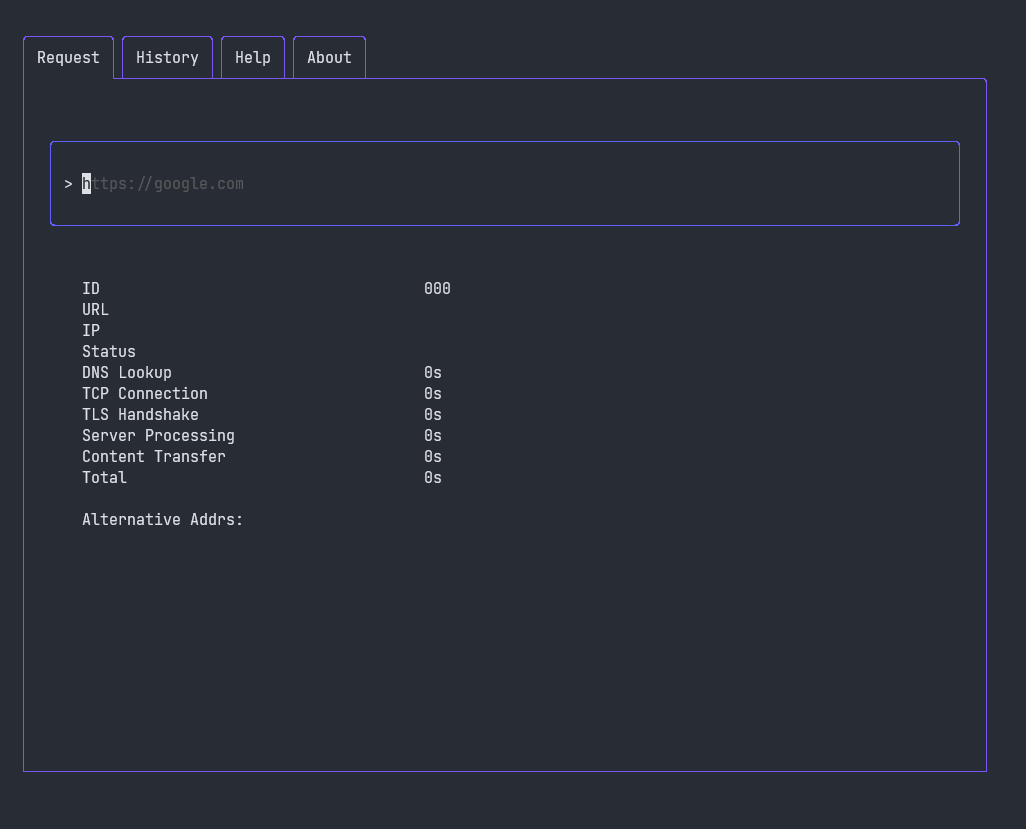 Request History Help About
> https://google.com
ID 000
URL
IP
Status
DNS Lookup 0s
TCP Connection 0s
TLS Handshake 0s
Server Processing 0s
Content Transfer 0s
Total 0s
Alternative Addrs: